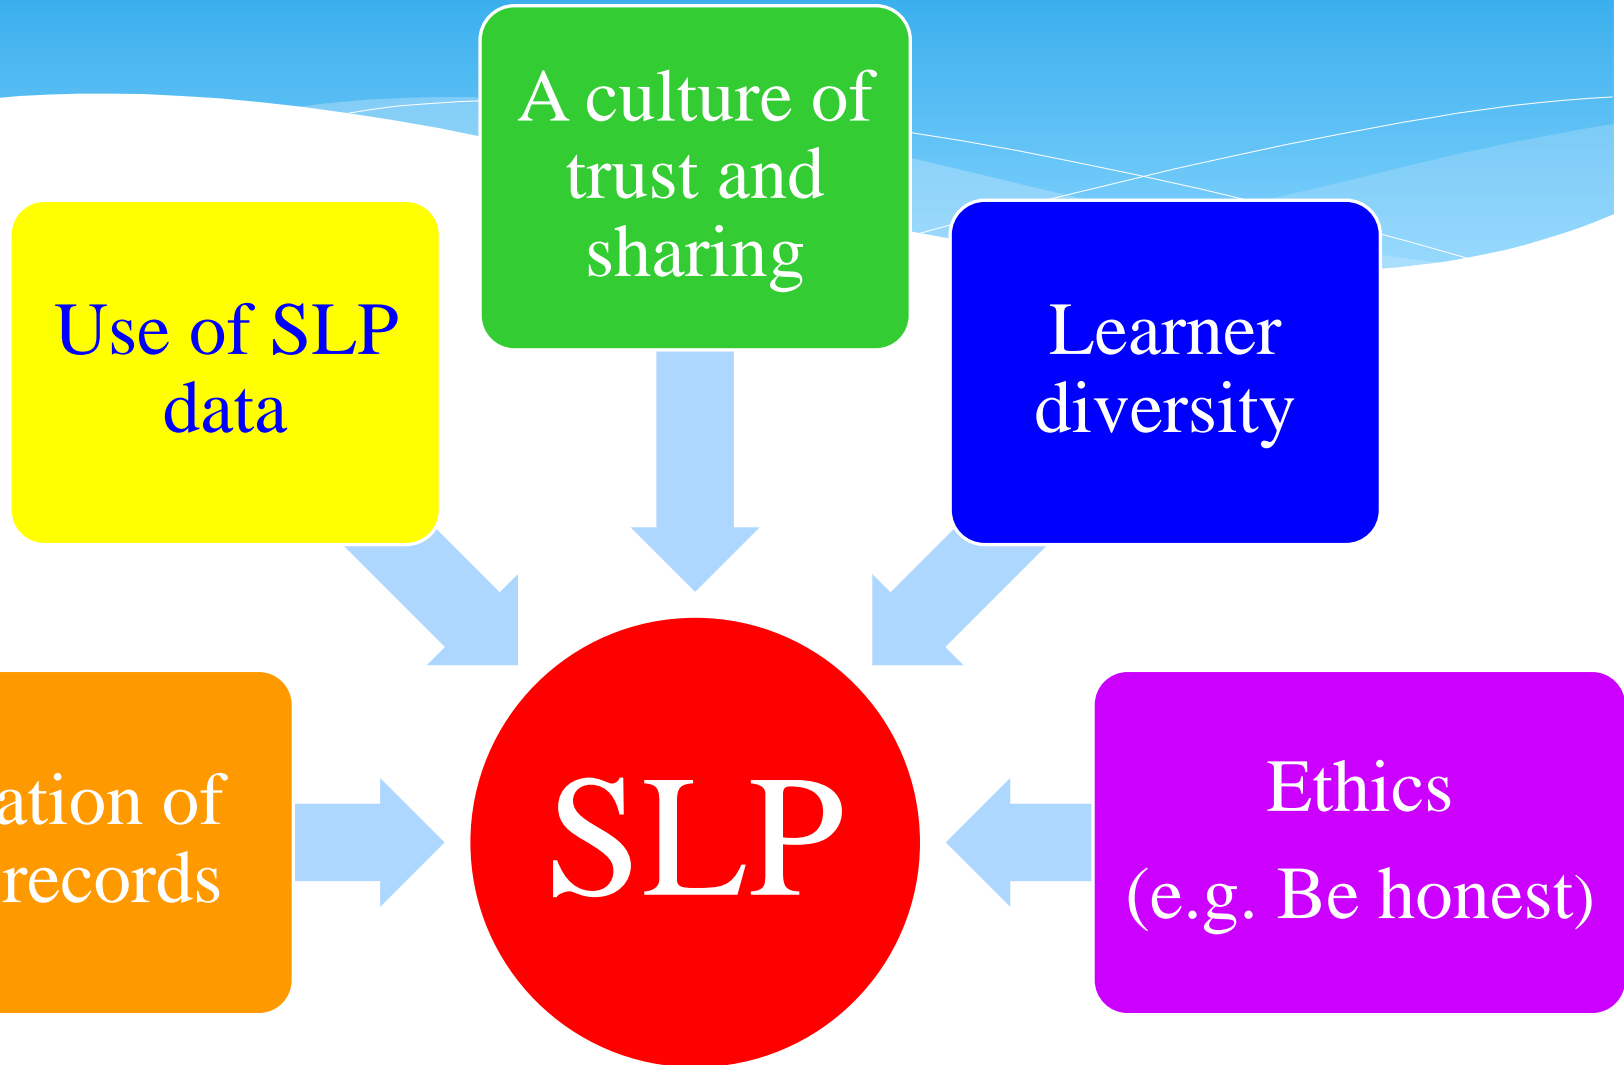 A culture of
trust and
sharing
Use of SLP
data
Learner
diversity
ation of
records
SLP
Ethics
(e.g. Be honest)